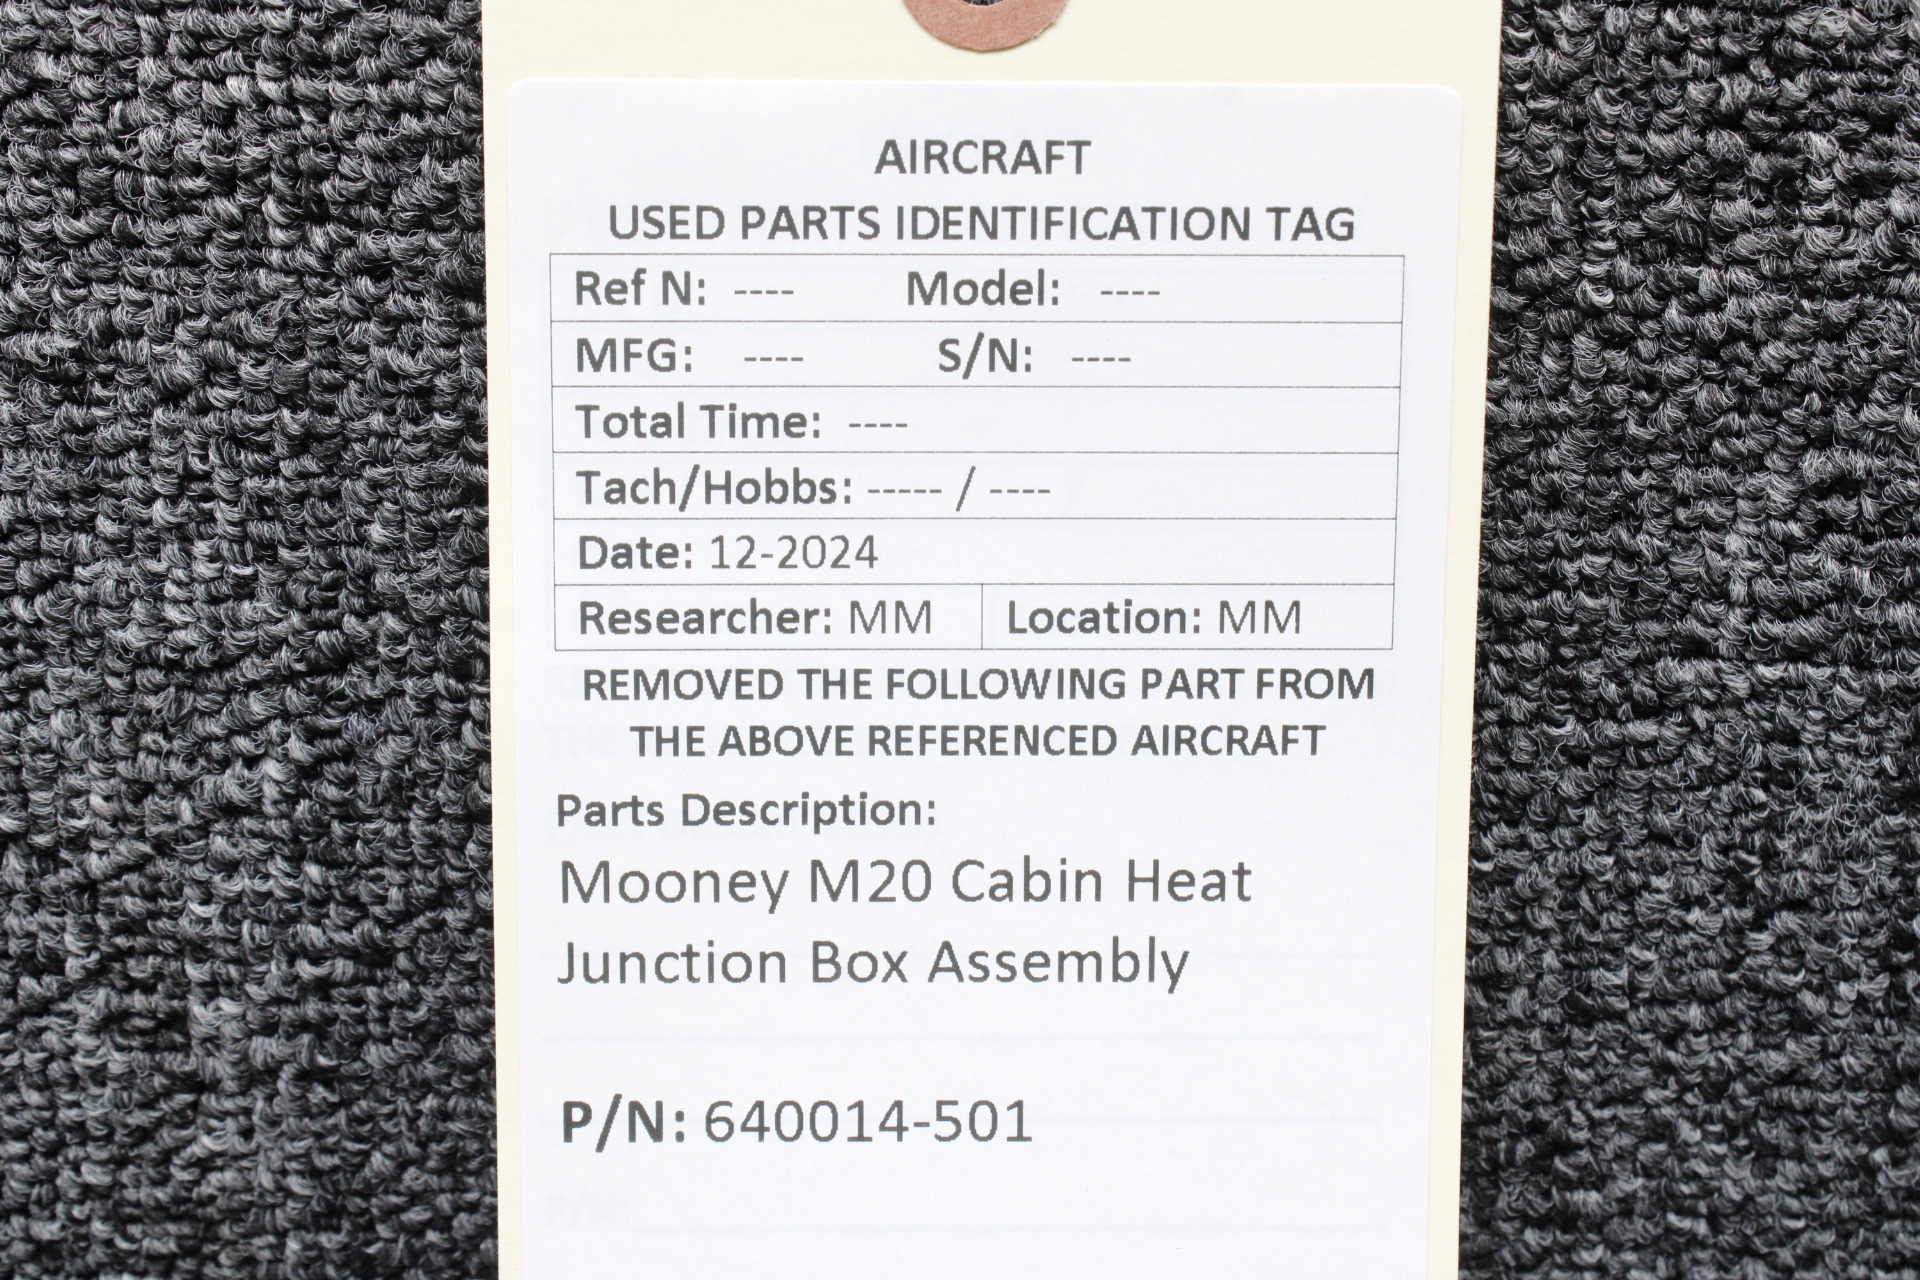 AIRCRAFT
USED PARTS IDENTIFICATION TAG
Ref N: ---- Model: ----
MFG: ---- S/N: ----
Total Time: ----
Tach/Hobbs: ----- / ----
Date: 12-2024
Researcher: MM Location: MM
REMOVED THE FOLLOWING PART FROM
THE ABOVE REFERENCED AIRCRAFT
Parts Description:
Mooney M20 Cabin Heat
Junction Box Assembly
P/N: 640014-501
P/N: